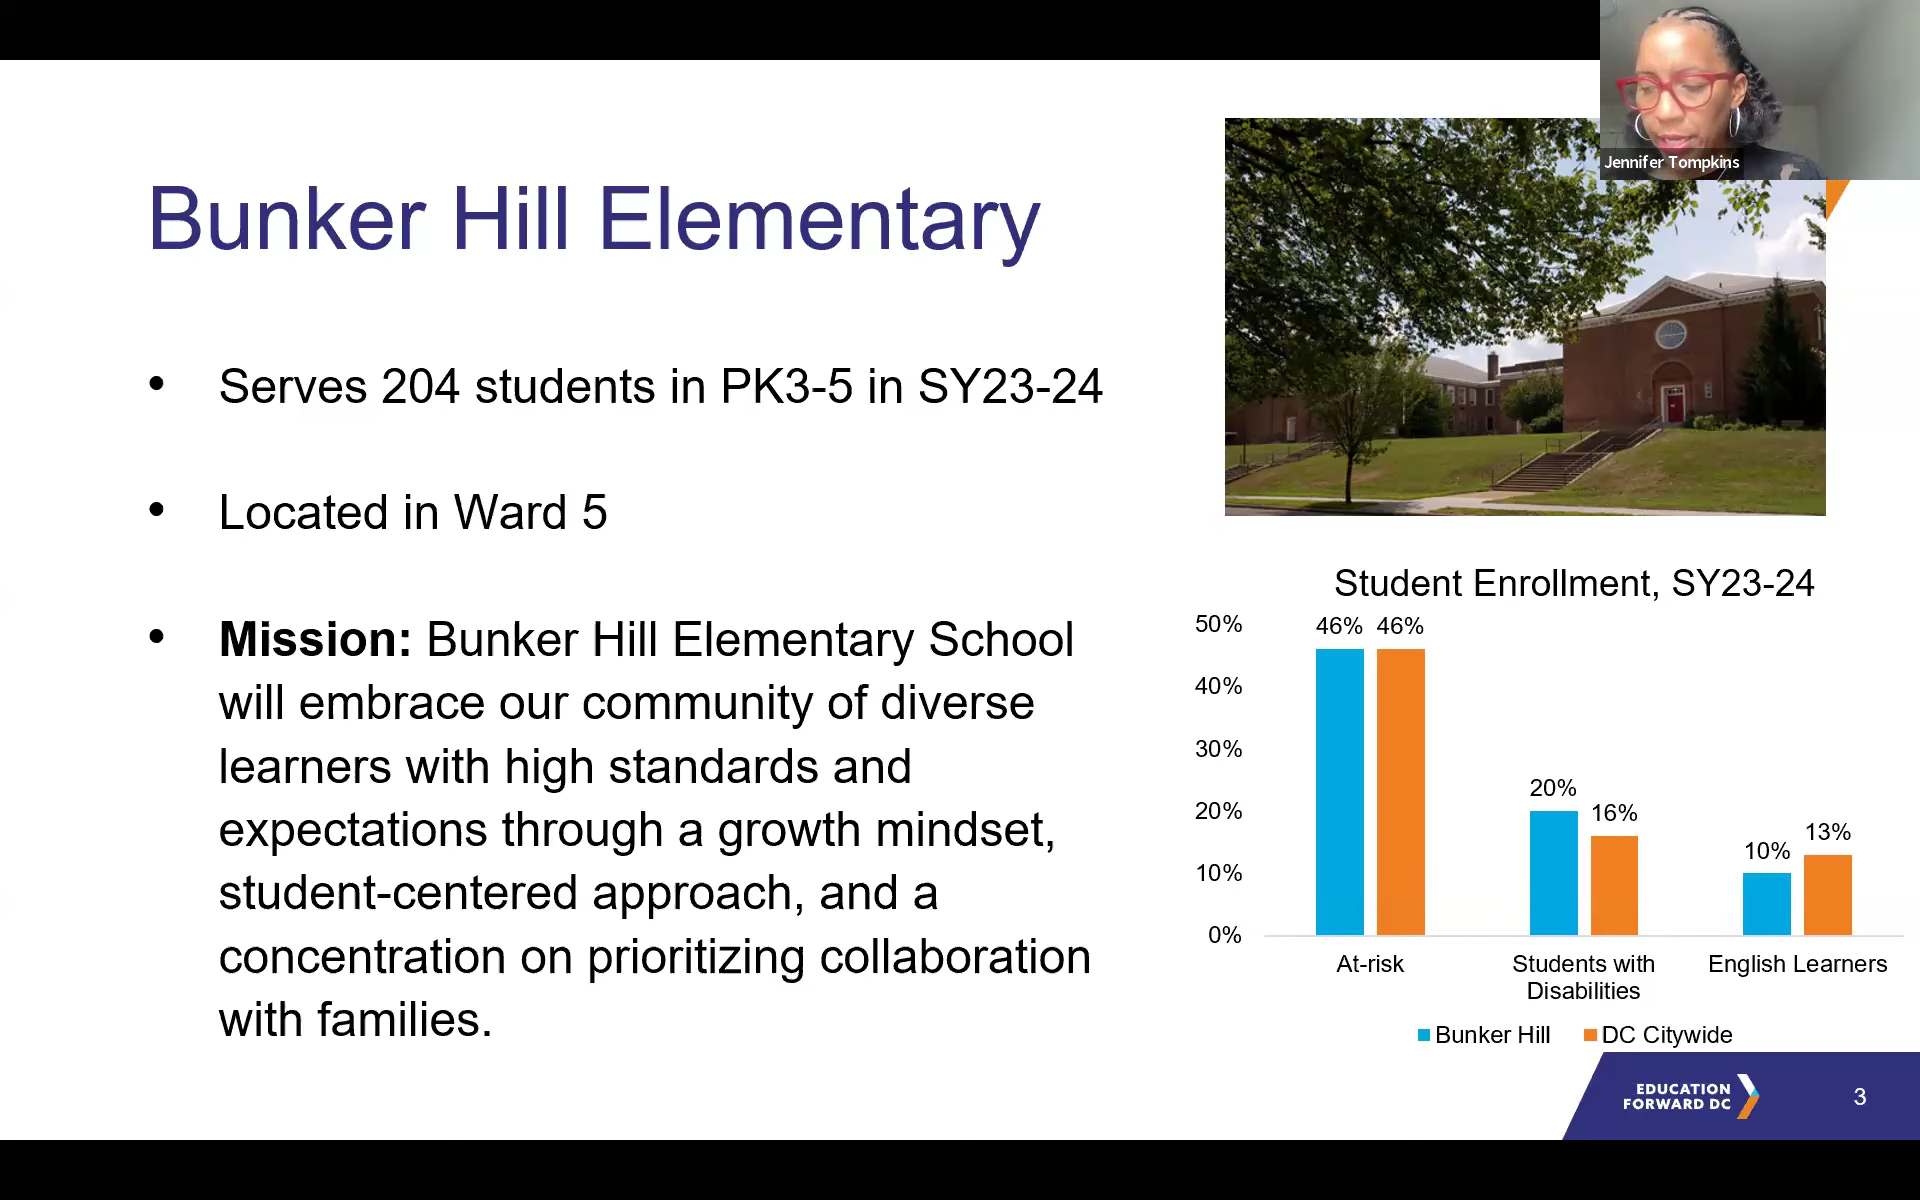 Jennifer Tompkins
Bunker Hill Elementary
• Serves 204 students in PK3-5 in SY23-24
• Located in Ward 5
• Mission: Bunker Hill Elementary School
will embrace our community of diverse
learners with high standards and
expectations through a growth mindset,
student-centered approach, and a
concentration on prioritizing collaboration
with families.
Student Enrollment, SY23-24
50%
40%
30%
20%
10%
0%
46% 46%
20% 16%
10% 13%
At-risk
Students with
Disabilities
English Learners
Bunker Hill DC Citywide
EDUCATION
FORWARD DC
3